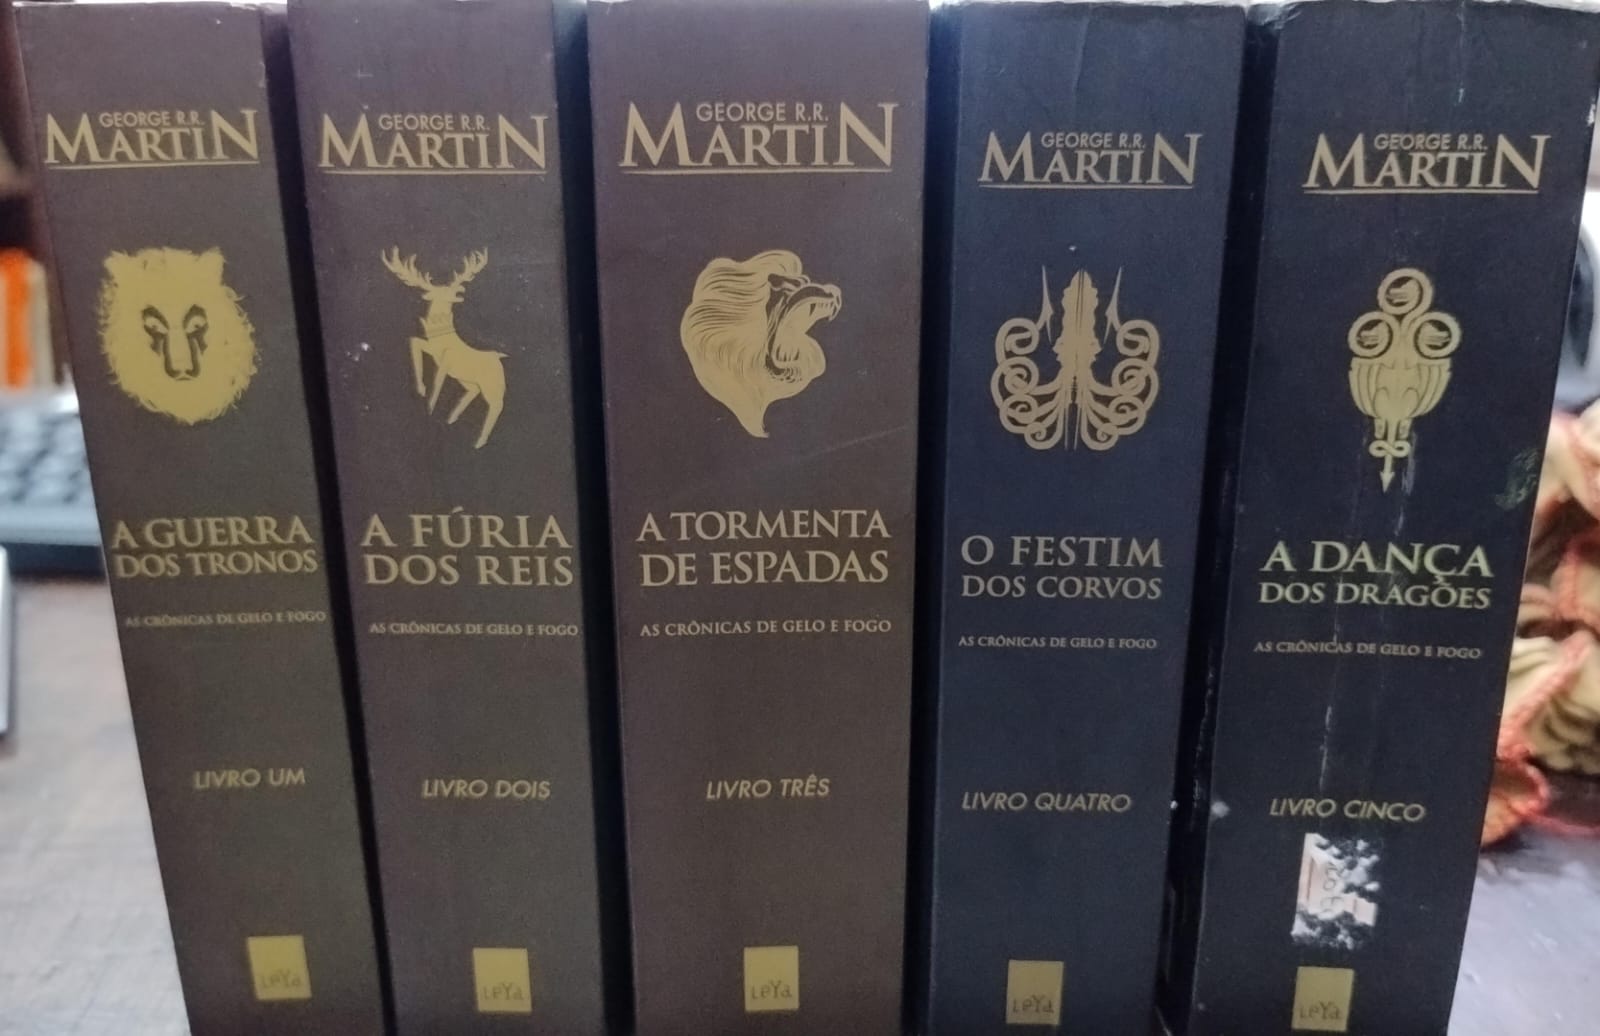 GEORGE R.R.
MARTIN
A GUERRA
DOS TRONOS
AS CRÔNICAS DE GELO E FOGO
LIVRO UM
LeYa
GEORGE R.R.
MARTIN
A FÚRIA
DOS REIS
AS CRÔNICAS DE GELO E FOGO
LIVRO DOIS
LeYa
GEORGE R.R.
MARTIN
A TORMENTA
DE ESPADAS
AS CRÔNICAS DE GELO E FOGO
LIVRO TRÊS
LeYa
GEORGE R.R.
MARTIN
O FESTIM
DOS CORVOS
AS CRÔNICAS DE GELO E FOGO
LIVRO QUATRO
LeYa
GEORGE R.R.
MARTIN
A DANÇA
DOS DRAGÕES
AS CRÔNICAS DE GELO E FOGO
LIVRO CINCO
LeYa